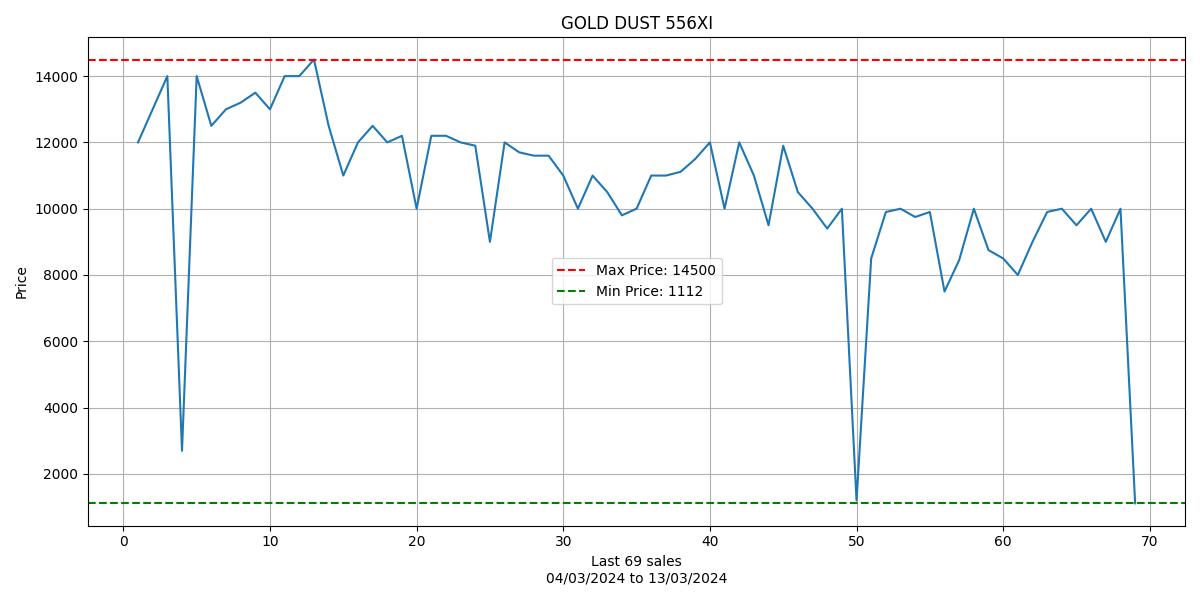 GOLD DUST 556XI
Price
14000
12000
10000
8000
6000
4000
2000
Max Price: 14500
Min Price: 1112
0 10 20 30 40 50 60 70
Last 69 sales
04/03/2024 to 13/03/2024